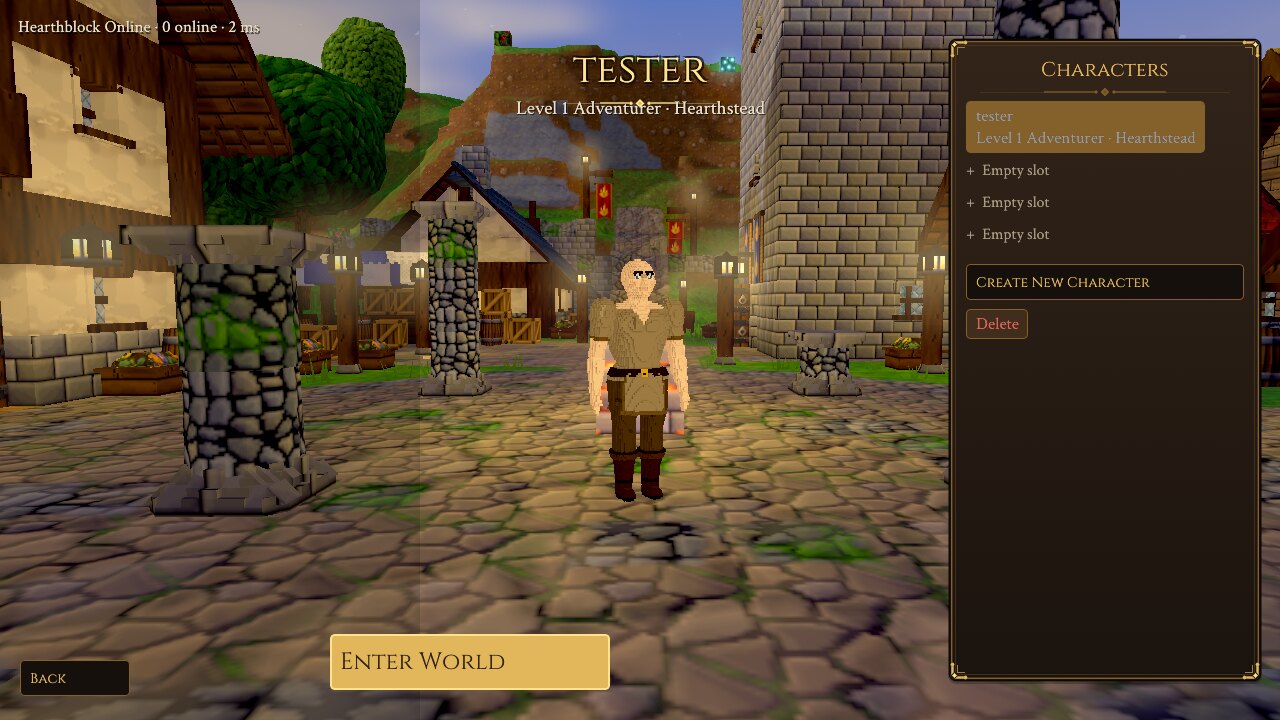 Hearthblock Online · 0 online · 2 ms
TESTER
Level 1 Adventurer · Hearthstead
Characters
tester
Level 1 Adventurer · Hearthstead
+ Empty slot
+ Empty slot
+ Empty slot
Create New Character
Delete
Enter World
Back